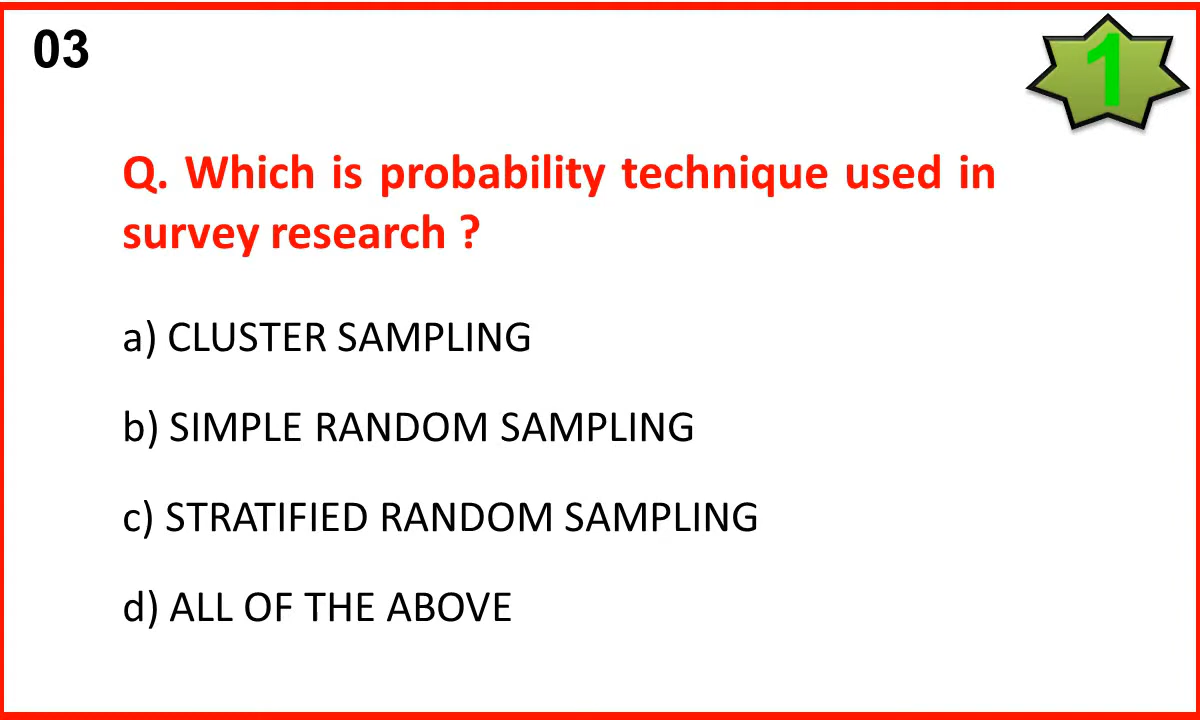 03
1
Q. Which is probability technique used in
survey research ?
a) CLUSTER SAMPLING
b) SIMPLE RANDOM SAMPLING
c) STRATIFIED RANDOM SAMPLING
d) ALL OF THE ABOVE